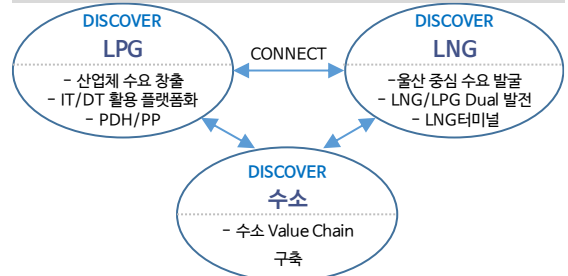 DISCOVER
LPG
- 산업체 수요 창출
- IT/DT 활용 플랫폼화
- PDH/PP
CONNECT
DISCOVER
LNG
-울산 중심 수요 발굴
- LNG/LPG Dual 발전
- LNG터미널
DISCOVER
수소
- 수소 Value Chain
구축